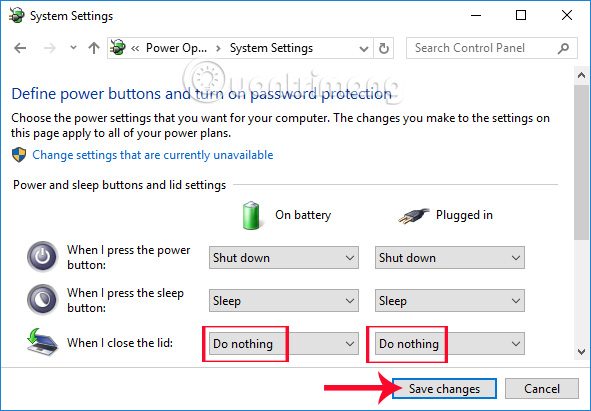 System Settings
Power Op...
System Settings
Search Control Panel
Quantrimang
Define power buttons and turn on password protection
Choose the power settings that you want for your computer. The changes you make to the settings on
this page apply to all of your power plans.
Change settings that are currently unavailable
Power and sleep buttons and lid settings
On battery
Plugged in
When I press the power
button:
Shut down
Shut down
When I press the sleep
button:
Sleep
Sleep
When I close the lid:
Do nothing
Do nothing
Save changes
Cancel